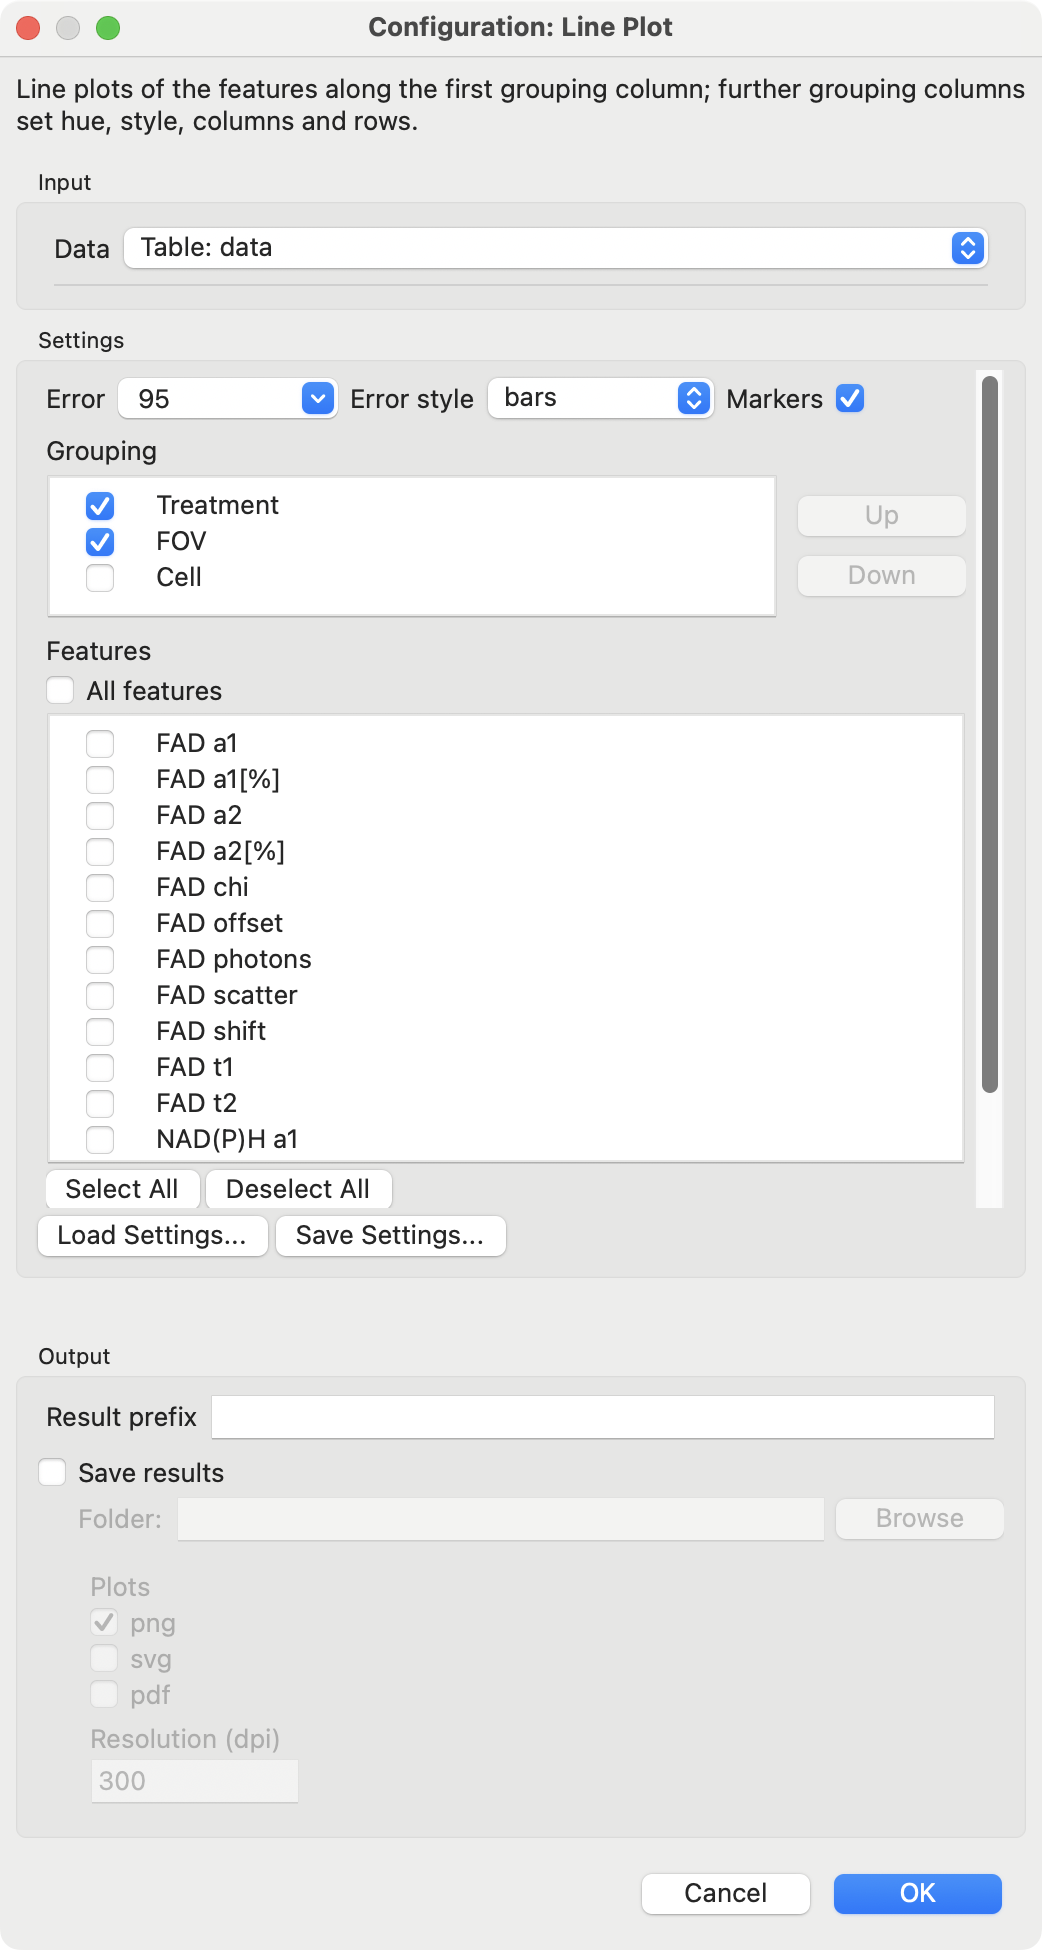 Configuration: Line Plot
Line plots of the features along the first grouping column; further grouping columns
set hue, style, columns and rows.
Input
Data Table: data
Settings
Error 95 Error style bars Markers
Grouping
Treatment
FOV
Cell
Up
Down
Features
All features
FAD a1
FAD a1[%]
FAD a2
FAD a2[%]
FAD chi
FAD offset
FAD photons
FAD scatter
FAD shift
FAD t1
FAD t2
NAD(P)H a1
Select All Deselect All
Load Settings... Save Settings...
Output
Result prefix
Save results
Folder: Browse
Plots
png
svg
pdf
Resolution (dpi)
300
Cancel OK